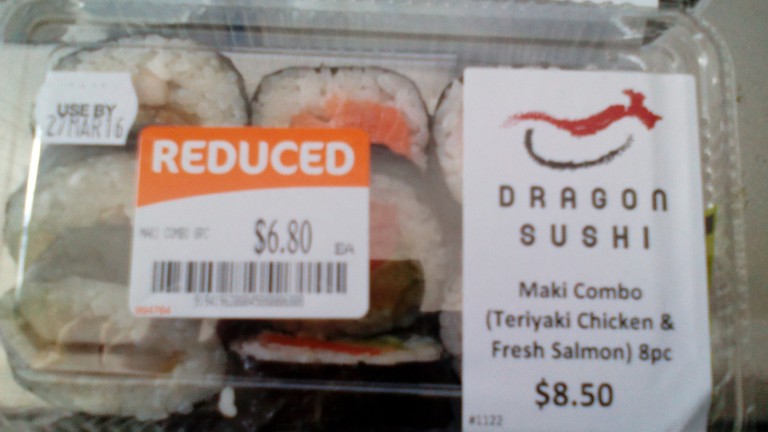 USE BY
27MAR16
REDUCED
MAKI COMBO 8PC
$6.80
EA
DRAGON
SUSHI
Maki Combo
(Teriyaki Chicken &
Fresh Salmon) 8pc
$8.50
#1122